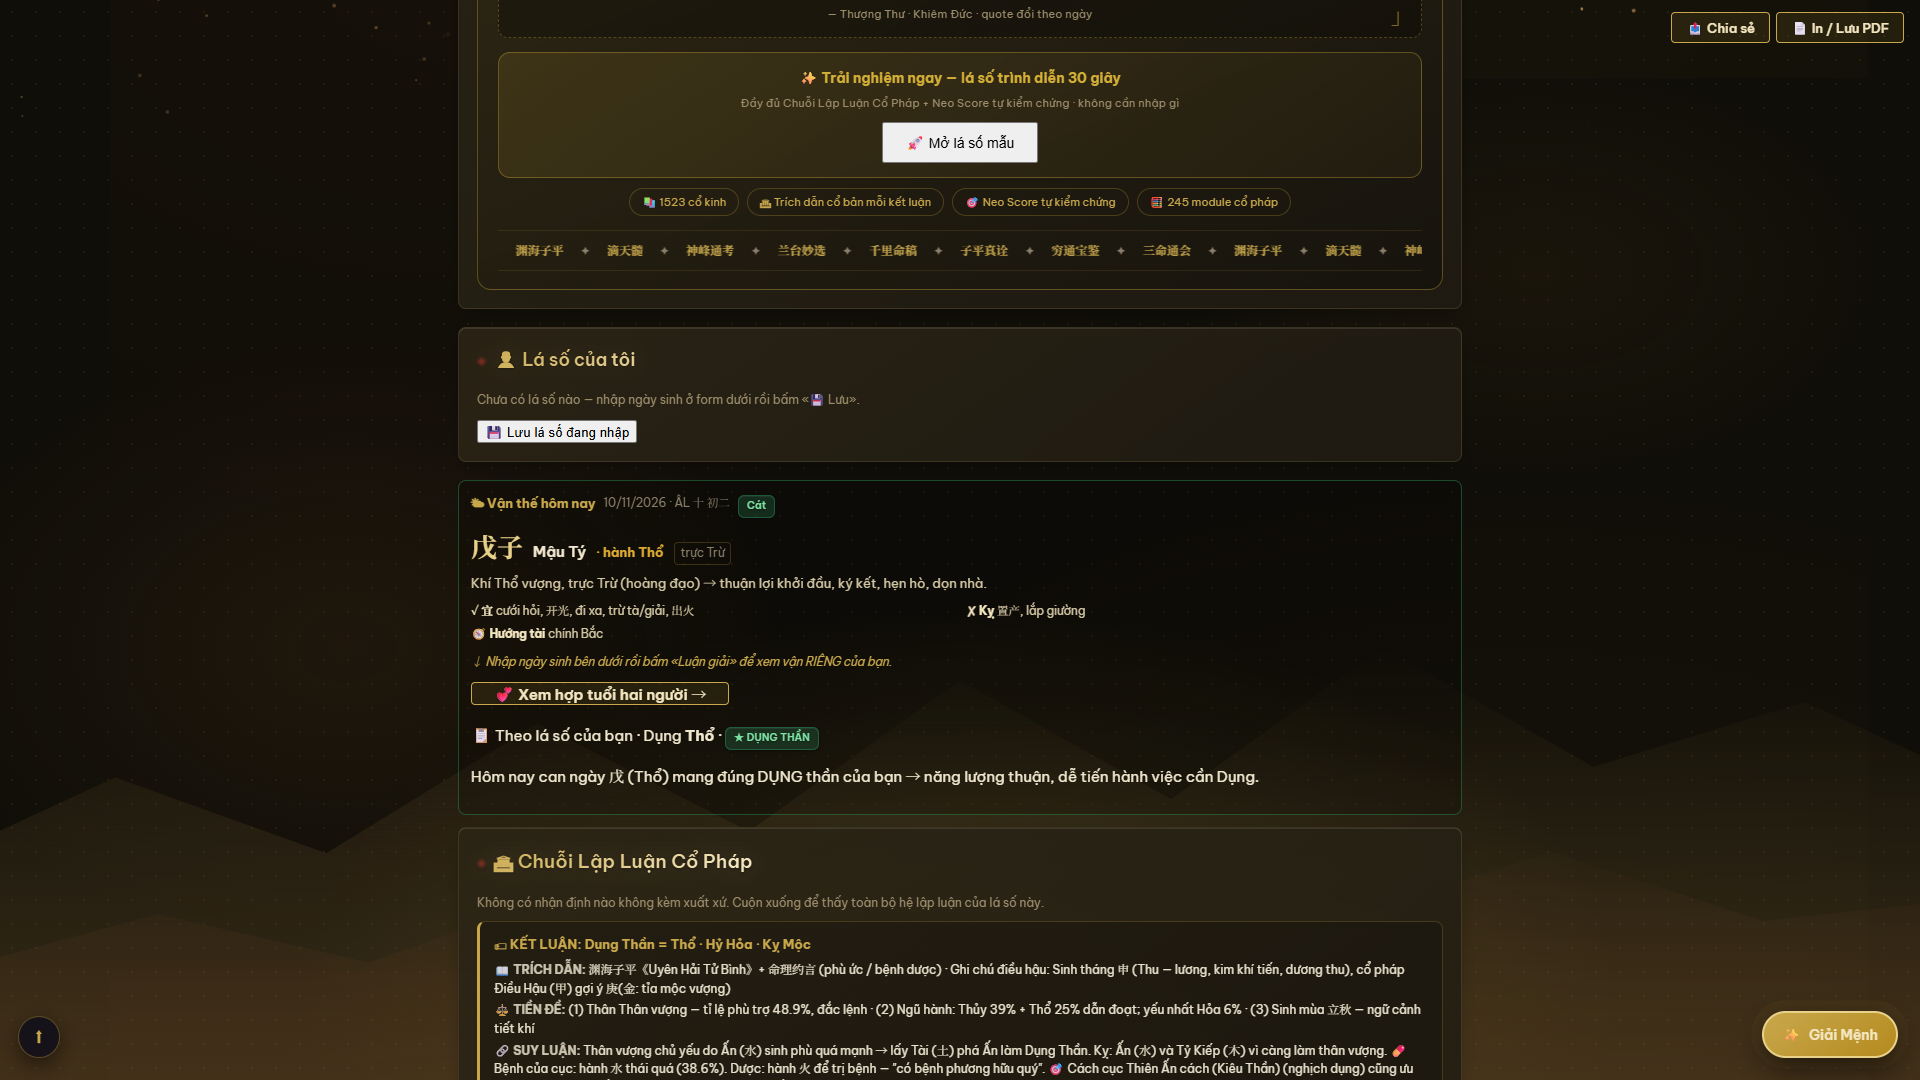 — Thượng Thư · Khiêm Đức · quote đổi theo ngày
」
Chia sẻ
In / Lưu PDF
✨ Trải nghiệm ngay — lá số trình diễn 30 giây
Đầy đủ Chuỗi Lập Luận Cổ Pháp + Neo Score tự kiểm chứng · không cần nhập gì
🚀 Mở lá số mẫu
1523 cổ kinh
Trích dẫn cổ bản mỗi kết luận
Neo Score tự kiểm chứng
245 module cổ pháp
渊海子平 ✦ 滴天髓 ✦ 神峰通考 ✦ 兰台妙选 ✦ 千里命稿 ✦ 子平真诠 ✦ 穷通宝鉴 ✦ 三命通会 ✦ 渊海子平 ✦ 滴天髓 ✦ 神
Lá số của tôi
Chưa có lá số nào — nhập ngày sinh ở form dưới rồi bấm «💾 Lưu».
💾 Lưu lá số đang nhập
Vận thế hôm nay 10/11/2026 · ÂL 十 初二 Cát
戊子 Mậu Tý · hành Thổ trực Trừ
Khí Thổ vượng, trực Trừ (hoàng đạo) → thuận lợi khởi đầu, ký kết, hẹn hò, dọn nhà.
✓ 宜 cưới hỏi, 开光, đi xa, trừ tà/giải, 出火
✗ Kỵ 置产, lắp giường
🧭 Hướng tài chính Bắc
↓ Nhập ngày sinh bên dưới rồi bấm «Luận giải» để xem vận RIÊNG của bạn.
💞 Xem hợp tuổi hai người →
Theo lá số của bạn · Dụng Thổ · ★ DỤNG THẦN
Hôm nay can ngày 戊 (Thổ) mang đúng DỤNG thần của bạn → năng lượng thuận, dễ tiến hành việc cần Dụng.
Chuỗi Lập Luận Cổ Pháp
Không có nhận định nào không kèm xuất xứ. Cuộn xuống để thấy toàn bộ hệ lập luận của lá số này.
KẾT LUẬN: Dụng Thần = Thổ · Hỷ Hỏa · Kỵ Mộc
📖 TRÍCH DẪN: 渊海子平《Uyên Hải Tử Bình》+ 命理约言 (phù ức / bệnh dược) · Ghi chú điều hậu: Sinh tháng 申 (Thu — lương, kim khí tiến, dương thu), cổ pháp
Điều Hậu (甲) gợi ý 庚(金: tỉa mộc vượng)
⚖ TIỀN ĐỀ: (1) Thân Thân vượng — tỉ lệ phù trợ 48.9%, đắc lệnh · (2) Ngũ hành: Thủy 39% + Thổ 25% dẫn đoạt; yếu nhất Hỏa 6% · (3) Sinh mùa 立秋 — ngữ cảnh
tiết khí
🔗 SUY LUẬN: Thân vượng chủ yếu do Ấn (水) sinh phù quá mạnh → lấy Tài (土) phá Ấn làm Dụng Thần. Kỵ: Ấn (水) và Tỷ Kiếp (木) vì càng làm thân vượng. 💊
Bệnh của cục: hành 水 thái quá (38.6%). Dược: hành 火 để trị bệnh — "có bệnh phương hữu quý". 🎯 Cách cục Thiên Ấn cách (Kiêu Thần) (nghịch dụng) cũng ưu
↑
✨ Giải Mệnh